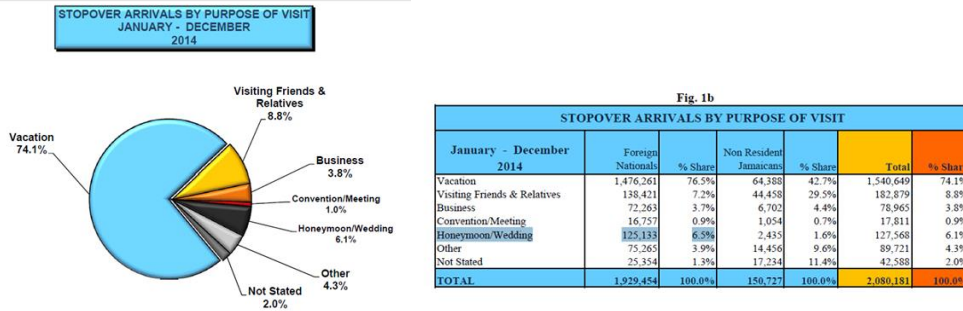 STOPOVER ARRIVALS BY PURPOSE OF VISIT
JANUARY - DECEMBER
2014
Visiting Friends &
Relatives
8.8%
Vacation
74.1%
Business
3.8%
Convention/Meeting
1.0%
Honeymoon/Wedding
6.1%
Other
4.3%
Not Stated
2.0%
Fig. 1b
STOPOVER ARRIVALS BY PURPOSE OF VISIT
January - December 2014 Foreign Nationals % Share Non Resident Jamaicans % Share Total % Shar
Vacation 1,476,261 76.5% 64,388 42.7% 1,540,649 74.1%
Visiting Friends & Relatives 138,421 7.2% 44,458 29.5% 182,879 8.8%
Business 72,263 3.7% 6,702 4.4% 78,965 3.8%
Convention/Meeting 16,757 0.9% 1,054 0.7% 17,811 0.9%
Honeymoon/Wedding 125,133 6.5% 2,435 1.6% 127,568 6.1%
Other 75,265 3.9% 14,456 9.6% 89,721 4.3%
Not Stated 25,354 1.3% 17,234 11.4% 42,588 2.0%
TOTAL 1,929,454 100.0% 150,727 100.0% 2,080,181 100.0%